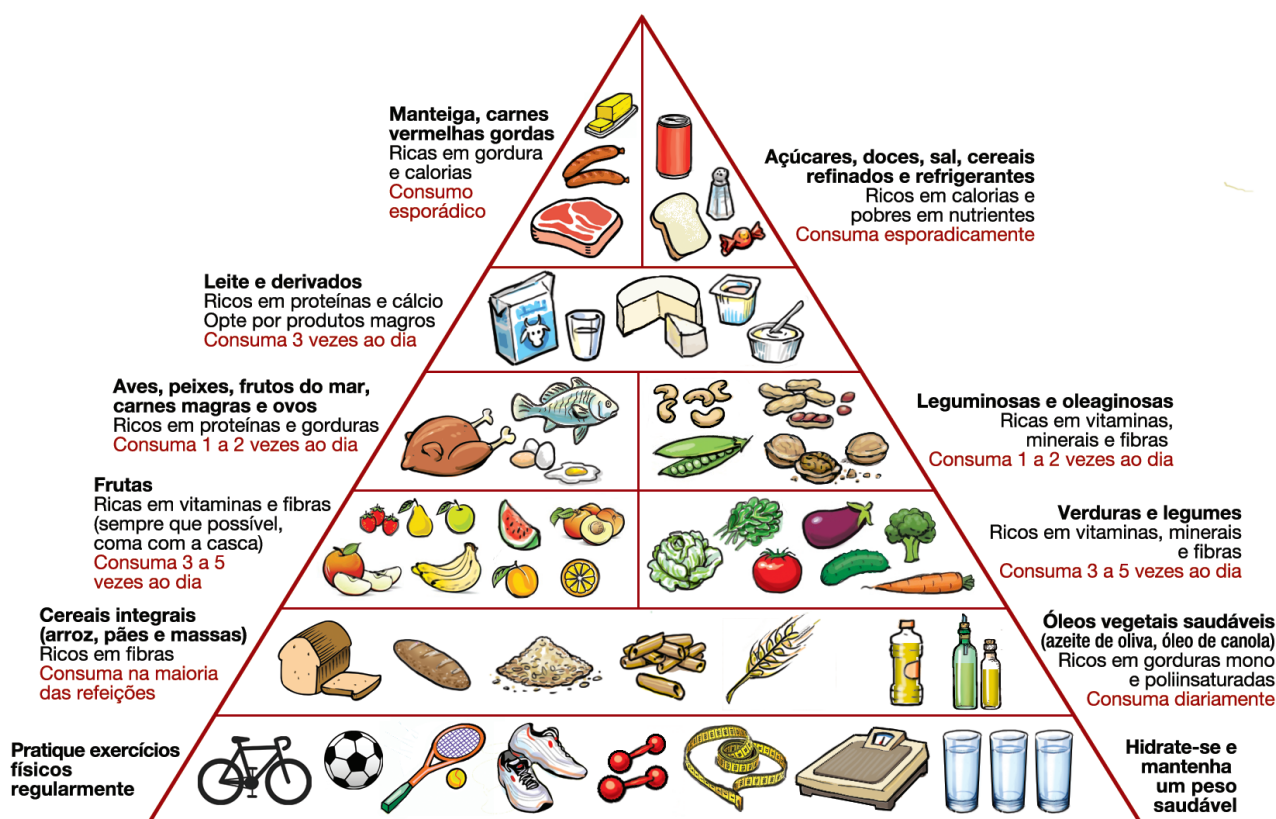 Manteiga, carnes
vermelhas gordas
Ricas em gordura
e calorias
Consumo
esporádico
Açúcares, doces, sal, cereais
refinados e refrigerantes
Ricos em calorias e
pobres em nutrientes
Consuma esporadicamente
Leite e derivados
Ricos em proteínas e cálcio
Opte por produtos magros
Consuma 3 vezes ao dia
Aves, peixes, frutos do mar,
carnes magras e ovos
Ricos em proteínas e gorduras
Consuma 1 a 2 vezes ao dia
Leguminosas e oleaginosas
Ricas em vitaminas,
minerais e fibras
Consuma 1 a 2 vezes ao dia
Frutas
Ricas em vitaminas e fibras
(sempre que possível,
coma com a casca)
Consuma 3 a 5
vezes ao dia
Verduras e legumes
Ricos em vitaminas, minerais
e fibras
Consuma 3 a 5 vezes ao dia
Cereais integrais
(arroz, pães e massas)
Ricos em fibras
Consuma na maioria
das refeições
Óleos vegetais saudáveis
(azeite de oliva, óleo de canola)
Ricos em gorduras mono
e poliinsaturadas
Consuma diariamente
Pratique exercícios
físicos
regularmente
Hidrate-se e
mantenha
um peso
saudável